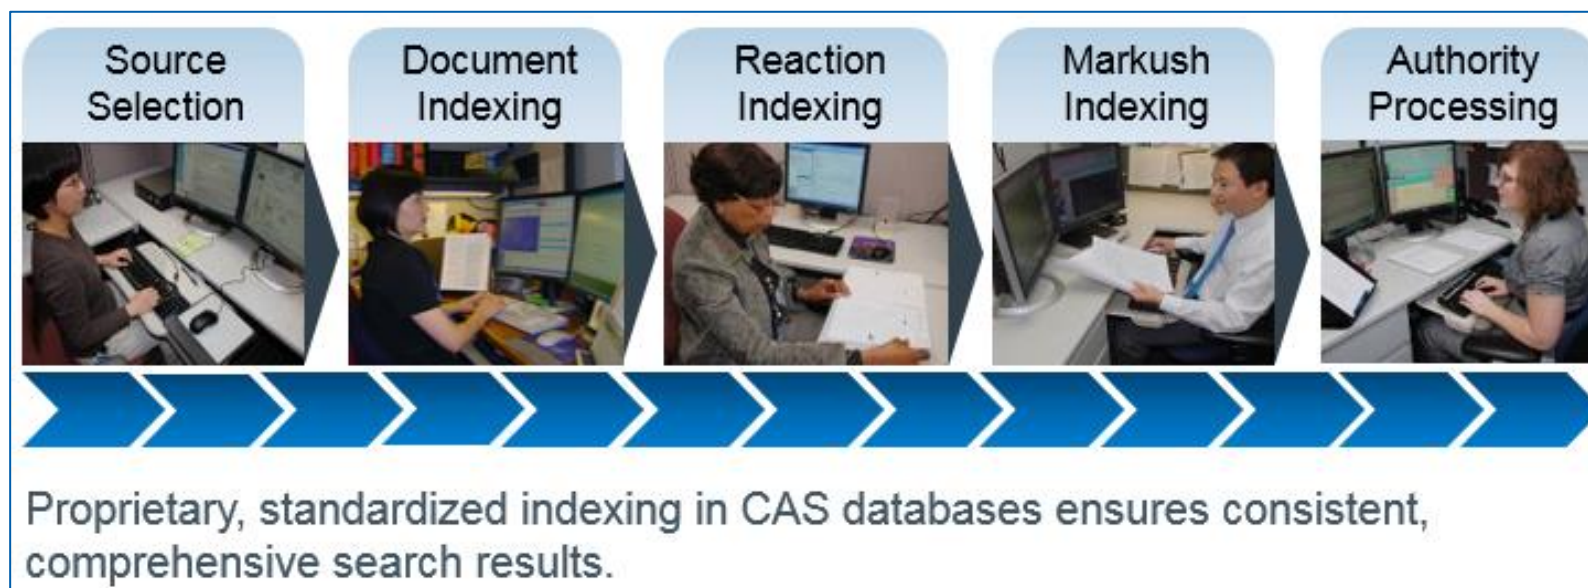 Source
Selection
Document
Indexing
Reaction
Indexing
Markush
Indexing
Authority
Processing
Proprietary, standardized indexing in CAS databases ensures consistent,
comprehensive search results.